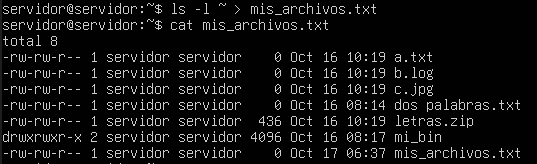 servidor@servidor:~$ ls -l ~ > mis_archivos.txt
servidor@servidor:~$ cat mis_archivos.txt
total 8
-rw-rw-r-- 1 servidor servidor    0 Oct 16 10:19 a.txt
-rw-rw-r-- 1 servidor servidor    0 Oct 16 10:19 b.log
-rw-rw-r-- 1 servidor servidor    0 Oct 16 10:19 c.jpg
-rw-rw-r-- 1 servidor servidor    0 Oct 16 08:14 dos palabras.txt
-rw-rw-r-- 1 servidor servidor  436 Oct 16 10:19 letras.zip
drwxrwxr-x 2 servidor servidor 4096 Oct 16 08:17 mi_bin
-rw-rw-r-- 1 servidor servidor    0 Oct 17 06:37 mis_archivos.txt